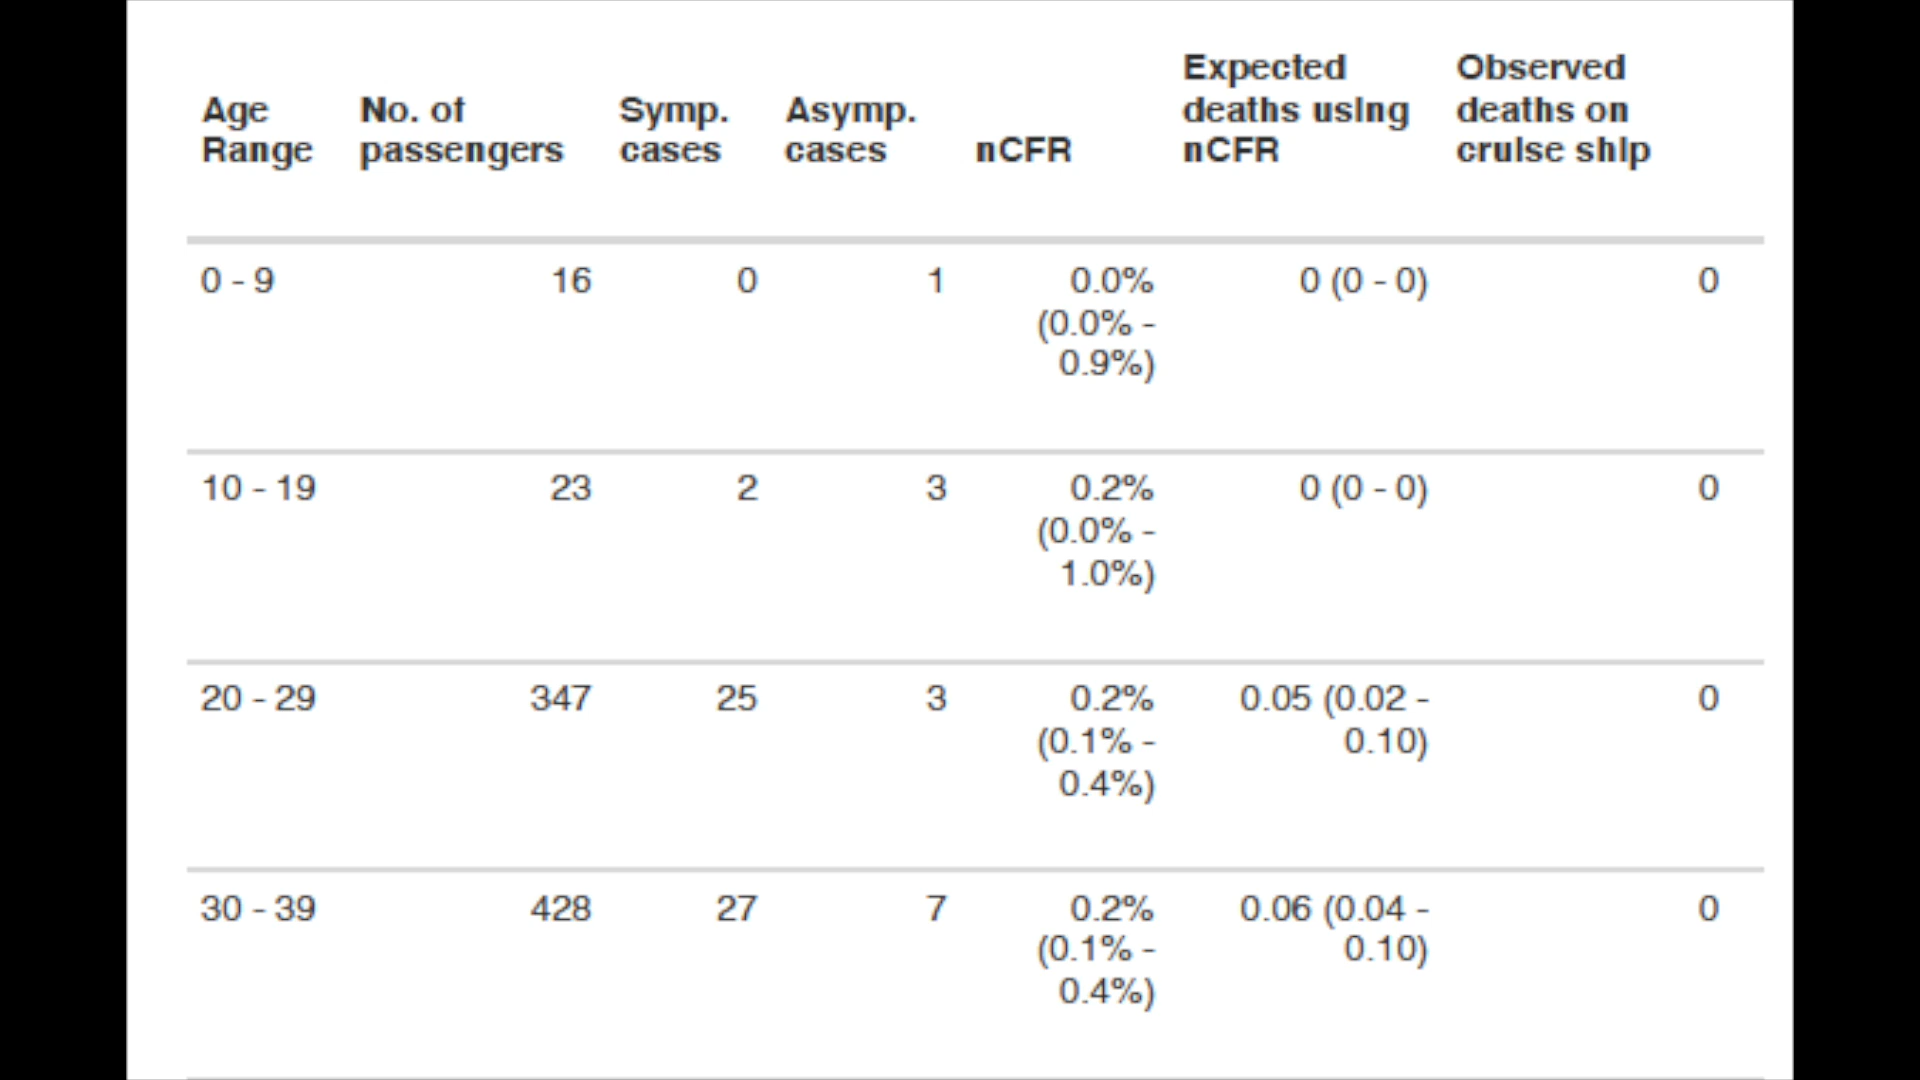 Age Range No. of passengers Symp. cases Asymp. cases nCFR Expected deaths using nCFR Observed deaths on cruise ship
0 - 9 16 0 1 0.0% (0.0% - 0.9%) 0 (0 - 0) 0
10 - 19 23 2 3 0.2% (0.0% - 1.0%) 0 (0 - 0) 0
20 - 29 347 25 3 0.2% (0.1% - 0.4%) 0.05 (0.02 - 0.10) 0
30 - 39 428 27 7 0.2% (0.1% - 0.4%) 0.06 (0.04 - 0.10) 0